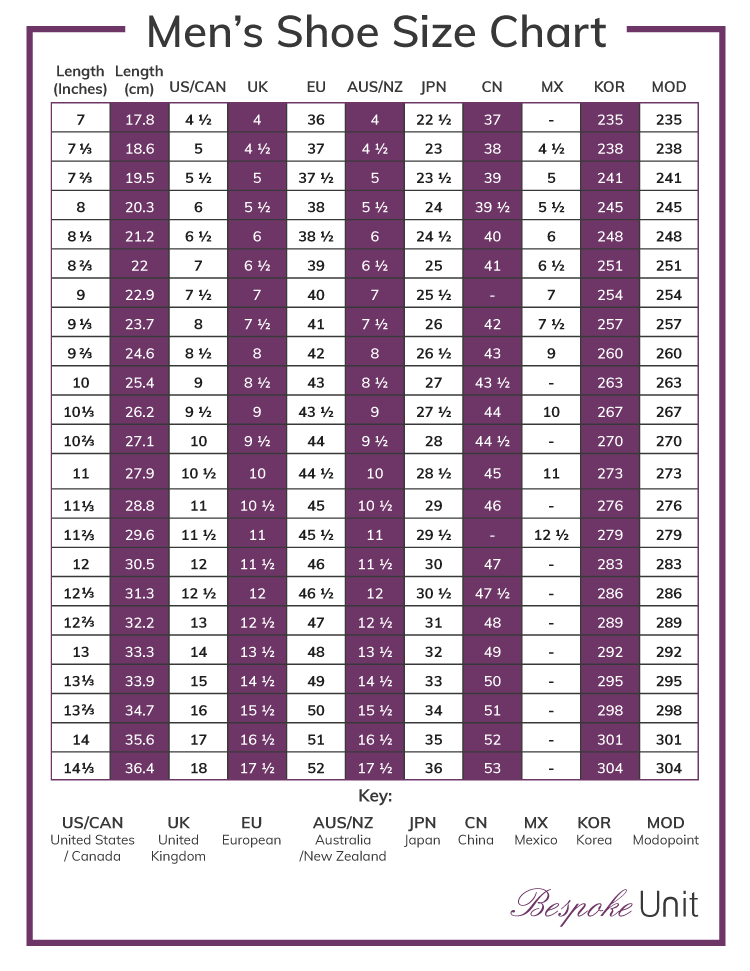 Men’s Shoe Size Chart
Length (Inches) Length (cm) US/CAN UK EU AUS/NZ JPN CN MX KOR MOD
7 17.8 4 ½ 4 36 4 22 ½ 37 - 235 235
7 ⅓ 18.6 5 4 ½ 37 4 ½ 23 38 4 ½ 238 238
7 ⅔ 19.5 5 ½ 5 37 ½ 5 23 ½ 39 5 241 241
8 20.3 6 5 ½ 38 5 ½ 24 39 ½ 5 ½ 245 245
8 ⅓ 21.2 6 ½ 6 38 ½ 6 24 ½ 40 6 248 248
8 ⅔ 22 7 6 ½ 39 6 ½ 25 41 6 ½ 251 251
9 22.9 7 ½ 7 40 7 25 ½ - 7 254 254
9 ⅓ 23.7 8 7 ½ 41 7 ½ 26 42 7 ½ 257 257
9 ⅔ 24.6 8 ½ 8 42 8 26 ½ 43 9 260 260
10 25.4 9 8 ½ 43 8 ½ 27 43 ½ - 263 263
10⅓ 26.2 9 ½ 9 43 ½ 9 27 ½ 44 10 267 267
10⅔ 27.1 10 9 ½ 44 9 ½ 28 44 ½ - 270 270
11 27.9 10 ½ 10 44 ½ 10 28 ½ 45 11 273 273
11⅓ 28.8 11 10 ½ 45 10 ½ 29 46 - 276 276
11⅔ 29.6 11 ½ 11 45 ½ 11 29 ½ - 12 ½ 279 279
12 30.5 12 11 ½ 46 11 ½ 30 47 - 283 283
12⅓ 31.3 12 ½ 12 46 ½ 12 30 ½ 47 ½ - 286 286
12⅔ 32.2 13 12 ½ 47 12 ½ 31 48 - 289 289
13 33.3 14 13 ½ 48 13 ½ 32 49 - 292 292
13⅓ 33.9 15 14 ½ 49 14 ½ 33 50 - 295 295
13⅔ 34.7 16 15 ½ 50 15 ½ 34 51 - 298 298
14 35.6 17 16 ½ 51 16 ½ 35 52 - 301 301
14⅓ 36.4 18 17 ½ 52 17 ½ 36 53 - 304 304
Key:
US/CAN UK EU AUS/NZ JPN CN MX KOR MOD
United States United European Australia Japan China Mexico Korea Modopoint
/ Canada Kingdom /New Zealand
Bespoke Unit